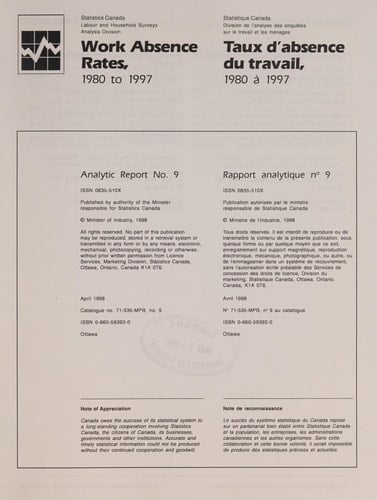 Statistics Canada
Labour and Household Surveys
Analysis Division
Work Absence
Rates,
1980 to 1997
Statistique Canada
Division de l'analyse des enquêtes
sur le travail et les ménages
Taux d'absence
du travail,
1980 à 1997
Analytic Report No. 9
ISSN 0835-510X
Published by authority of the Minister
responsible for Statistics Canada
© Minister of Industry, 1998
All rights reserved. No part of this publication
may be reproduced, stored in a retrieval system or
transmitted in any form or by any means, electronic,
mechanical, photocopying, recording or otherwise,
without prior written permission from Licence
Services, Marketing Division, Statistics Canada,
Ottawa, Ontario, Canada K1A 0T6.
April 1998
Catalogue no. 71-535-MPB, no. 9
ISBN 0-660-59392-0
Ottawa
Rapport analytique nº 9
ISSN 0835-510X
Publication autorisée par le ministre
responsable de Statistique Canada
© Ministre de l'Industrie, 1998
Tous droits réservés. Il est interdit de reproduire ou de
transmettre le contenu de la présente publication, sous
quelque forme ou par quelque moyen que ce soit,
enregistrement sur support magnétique, reproduction
électronique, mécanique, photographique, ou autre, ou
de l'emmagasiner dans un système de recouvrement,
sans l'autorisation écrite préalable des Services de
concession des droits de licence, Division du
marketing, Statistique Canada, Ottawa, Ontario,
Canada, K1A 0T6.
Avril 1998
Nº 71-535-MPB, nº 9 au catalogue
ISBN 0-660-59392-0
Ottawa
LIBRARY
Note of Appreciation
Canada owes the success of its statistical system to
a long-standing cooperation involving Statistics
Canada, the citizens of Canada, its businesses,
governments and other institutions. Accurate and
timely statistical information could not be produced
without their continued cooperation and goodwill.
Note de reconnaissance
Le succès du système statistique du Canada repose
sur un partenariat bien établi entre Statistique Canada
et la population, les entreprises, les administrations
canadiennes et les autres organismes. Sans cette
collaboration et cette bonne volonté, il serait impossible
de produire des statistiques précises et actuelles.